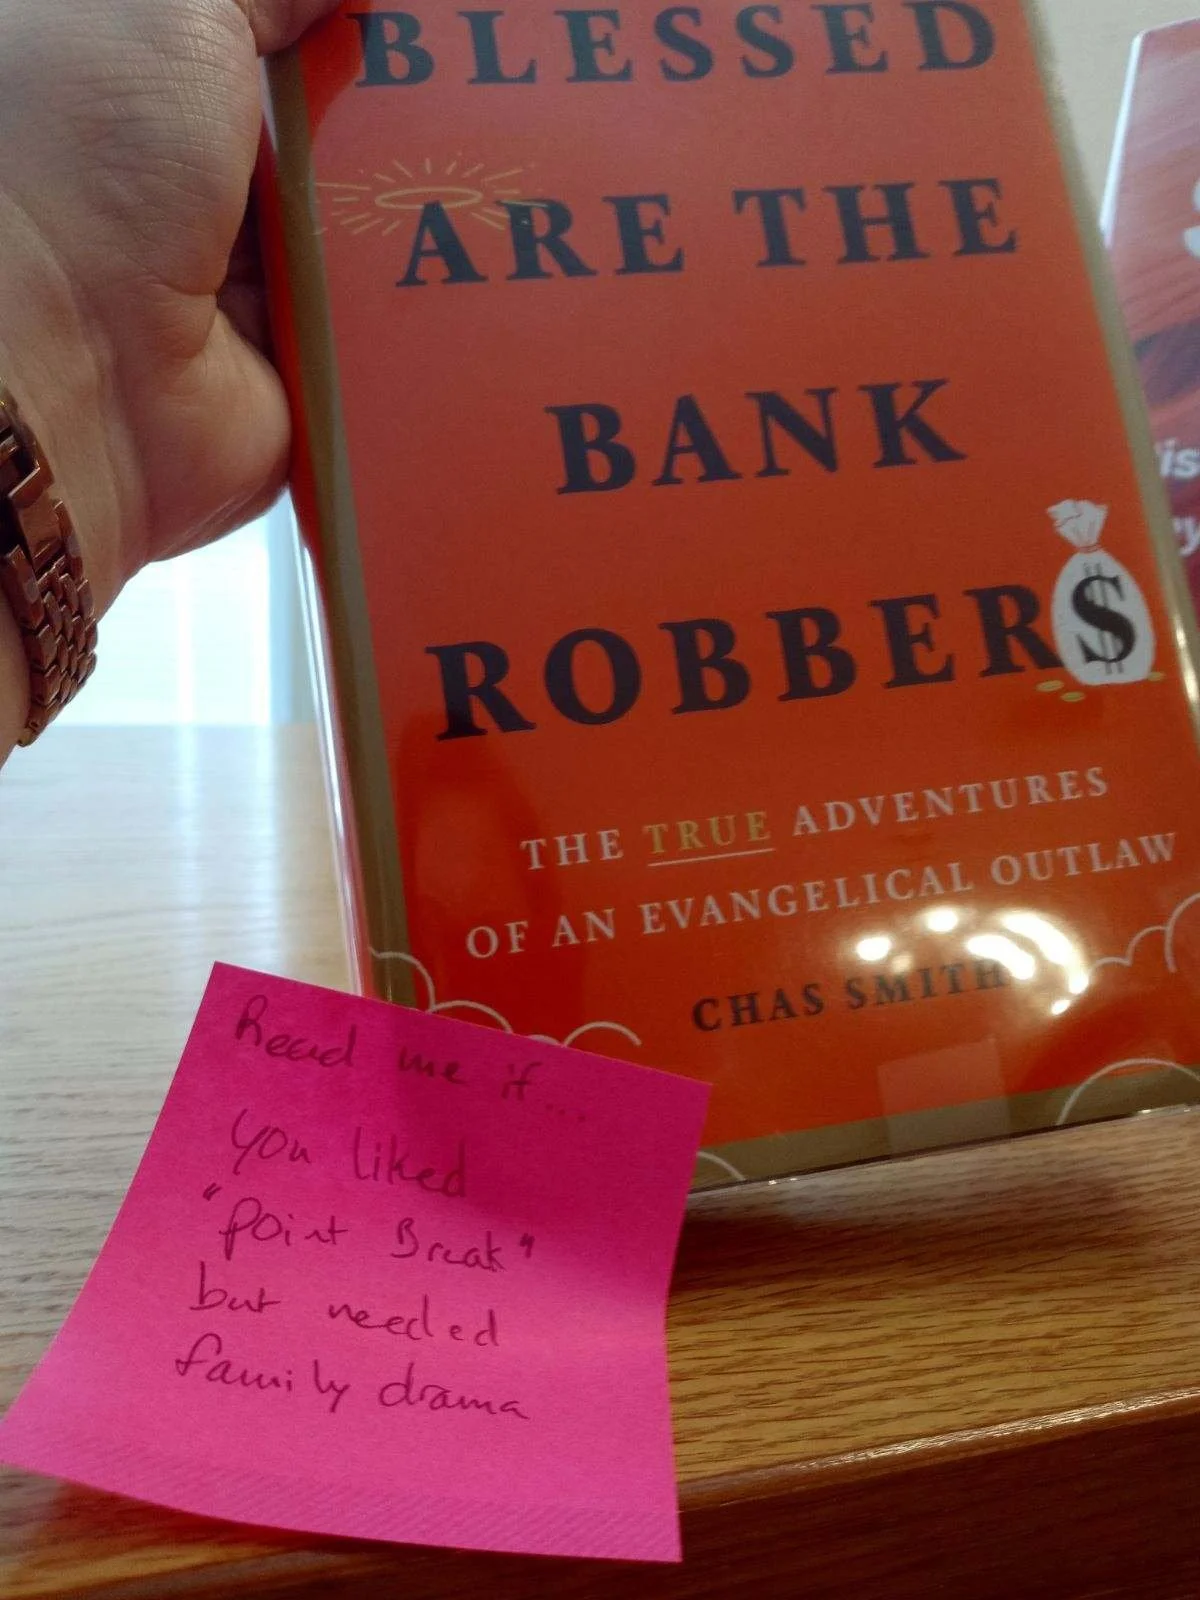 BLESSED
ARE THE
BANK
ROBBERS
THE TRUE ADVENTURES
OF AN EVANGELICAL OUTLAW
CHAS SMITH
Read me if...
you liked
"Point Break"
but needed
family drama